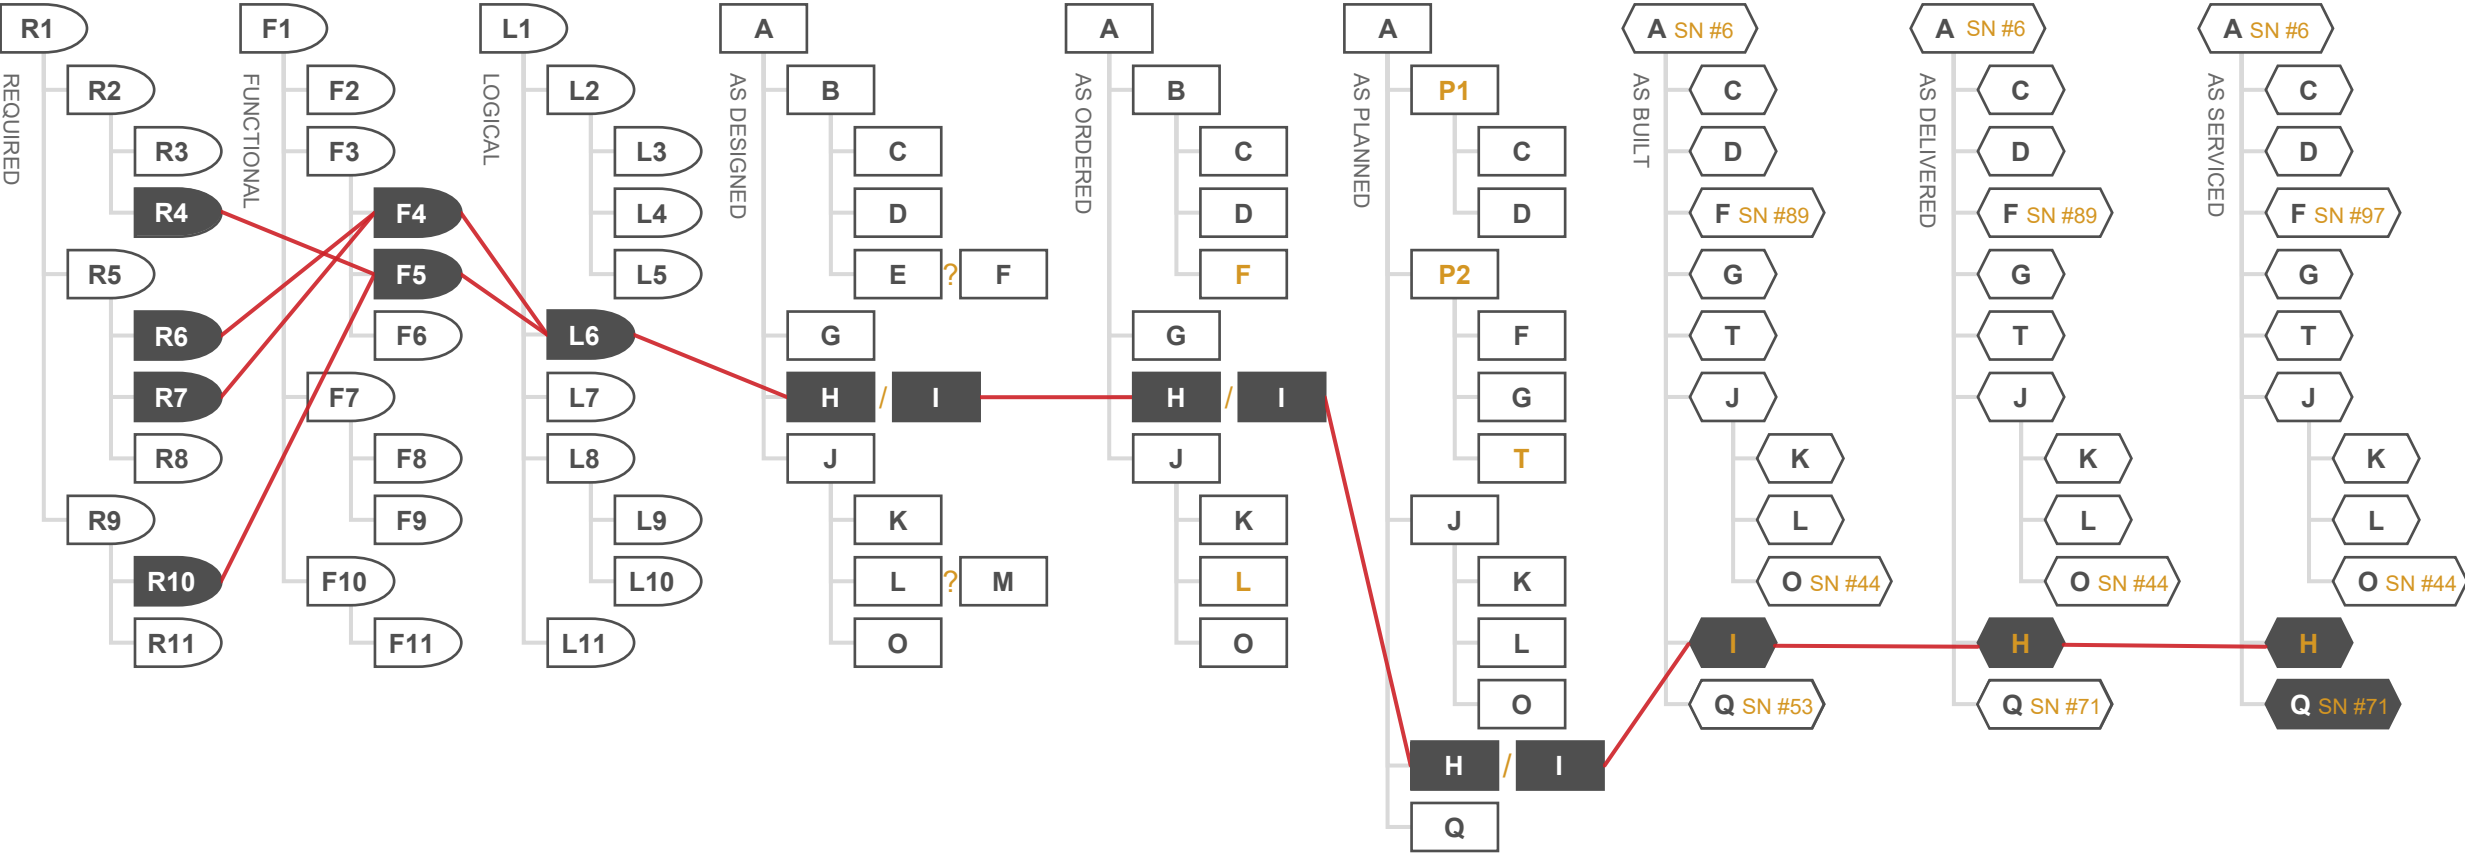 R1
REQUIRED
R2
R3
R4
R5
R6
R7
R8
R9
R10
R11
F1
FUNCTIONAL
F2
F3
F4
F5
F6
F7
F8
F9
F10
F11
L1
LOGICAL
L2
L3
L4
L5
L6
L7
L8
L9
L10
L11
A
AS DESIGNED
B
C
D
E ? F
G
H / I
J
K
L ? M
O
A
AS ORDERED
B
C
D
F
G
H / I
J
K
L
O
A
AS PLANNED
P1
C
D
P2
F
G
T
J
K
L
O
H / I
Q
A SN #6
AS BUILT
C
D
F SN #89
G
T
J
K
L
O SN #44
I
Q SN #53
A SN #6
AS DELIVERED
C
D
F SN #89
G
T
J
K
L
O SN #44
H
Q SN #71
A SN #6
AS SERVICED
C
D
F SN #97
G
T
J
K
L
O SN #44
H
Q SN #71